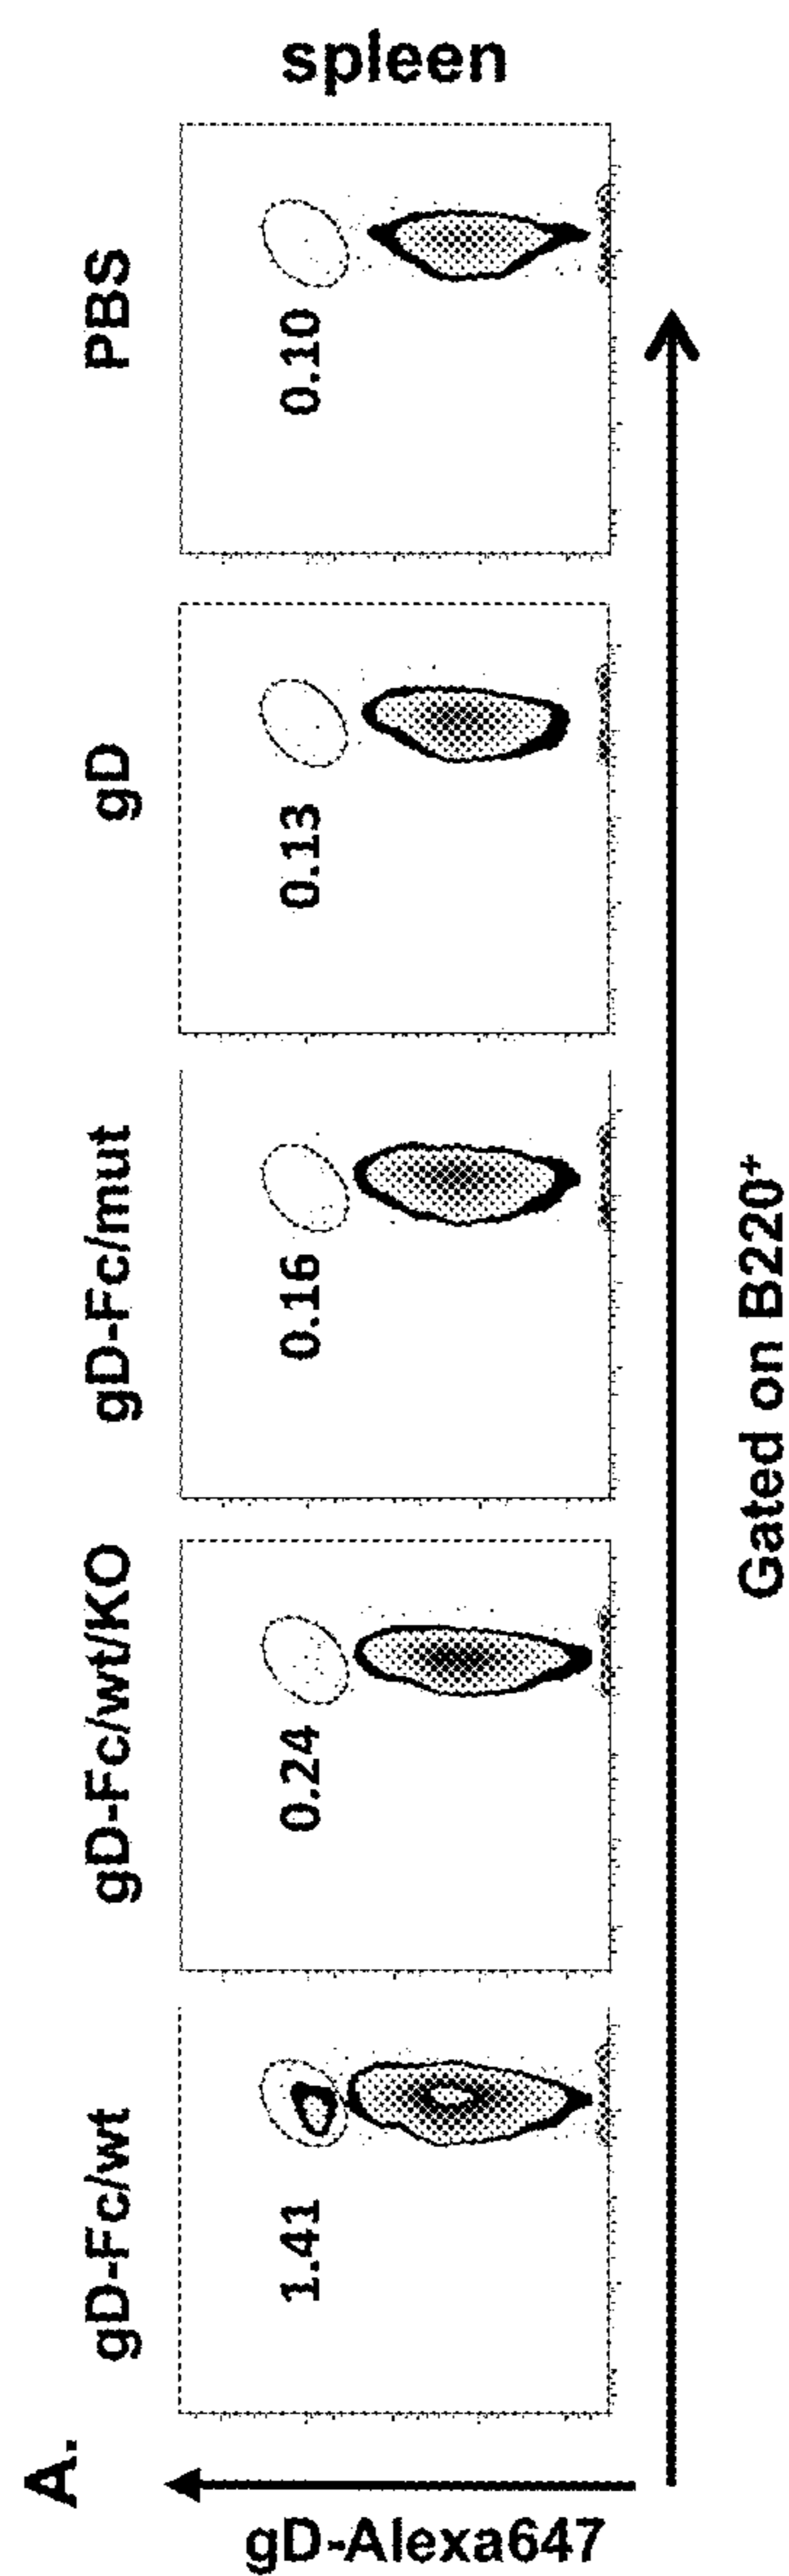 A.
gD-Fc/wt
gD-Fc/wt/KO
gD-Fc/mut
gD
PBS
1.41
0.24
0.16
0.13
0.10
spleen
gD-Alexa647
Gated on B220⁺